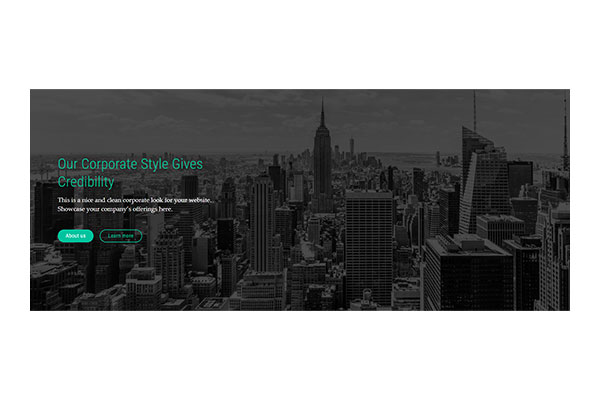 Our Corporate Style Gives
Credibility
This is a nice and clean corporate look for your website.
Showcase your company's offerings here.
About us
Learn more